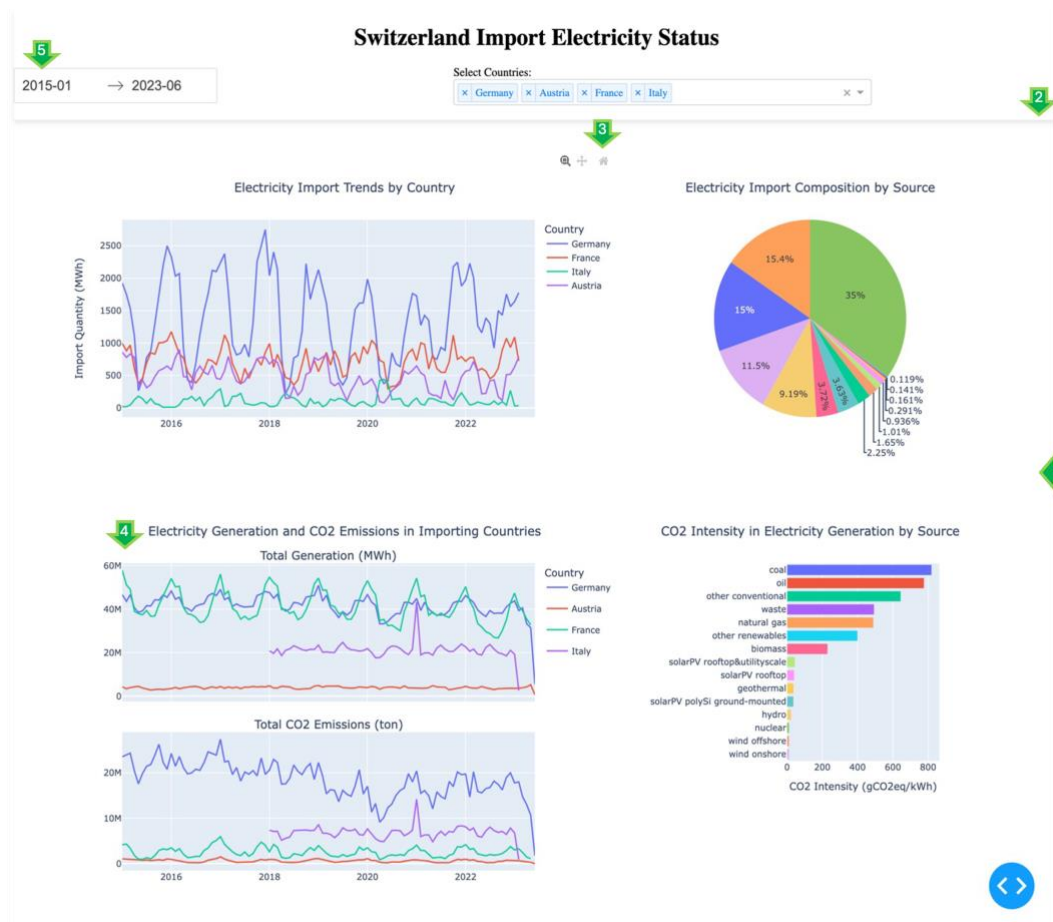 Switzerland Import Electricity Status
5
2015-01 → 2023-06
Select Countries:
× Germany × Austria × France × Italy
2
3
Electricity Import Trends by Country
Import Quantity (MWh)
2500
2000
1500
1000
500
0
2016 2018 2020 2022
Country
Germany
France
Italy
Austria
Electricity Import Composition by Source
35%
15.4%
15%
11.5%
9.19%
3.72%
3.63%
0.119%
0.141%
0.161%
0.291%
0.936%
1.01%
1.65%
2.25%
4
Electricity Generation and CO2 Emissions in Importing Countries
Total Generation (MWh)
60M
40M
20M
0
Country
Germany
Austria
France
Italy
Total CO2 Emissions (ton)
20M
10M
0
2016 2018 2020 2022
CO2 Intensity in Electricity Generation by Source
coal
oil
other conventional
waste
natural gas
other renewables
biomass
solarPV rooftop&utilityscale
solarPV rooftop
geothermal
solarPV polySi ground-mounted
hydro
nuclear
wind offshore
wind onshore
0 200 400 600 800
CO2 Intensity (gCO2eq/kWh)